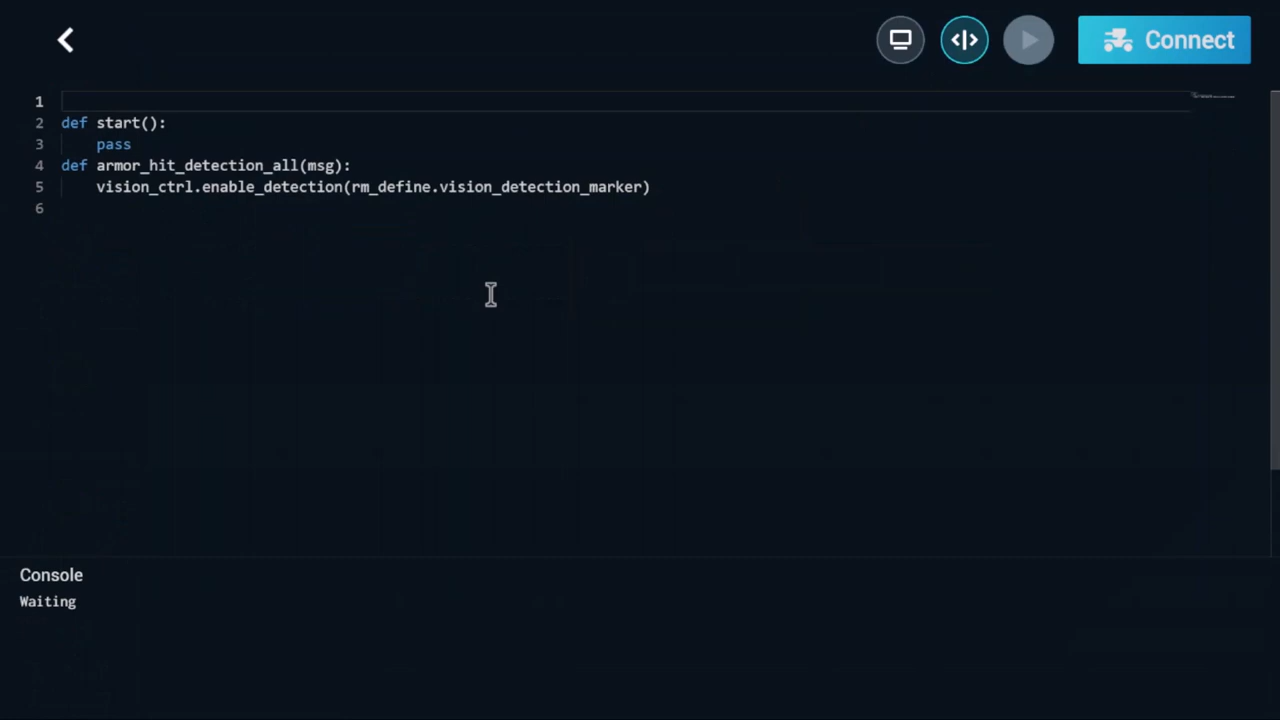 Connect
1
2 def start():
3     pass
4 def armor_hit_detection_all(msg):
5     vision_ctrl.enable_detection(rm_define.vision_detection_marker)
6
Console
Waiting